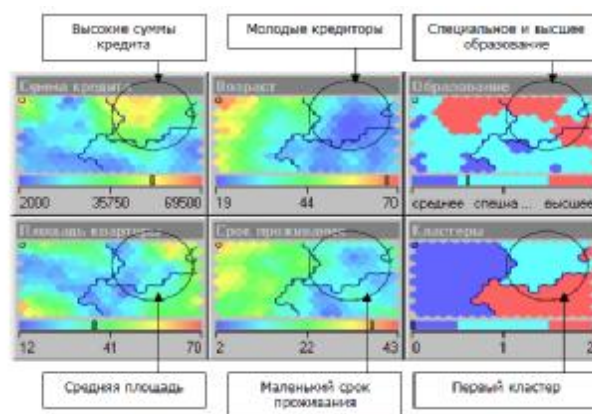 Высокие суммы
кредита
Молодые кредиторы
Специальное и высшее
образование
Сумма кредита
Возраст
Образование
2000 35750 69500
19 44 70
среднее специа ... высшее
Площадь квартиры
Срок проживания
Кластеры
12 41 70
2 22 43
0 1 2
Средняя площадь
Маленький срок
проживания
Первый кластер